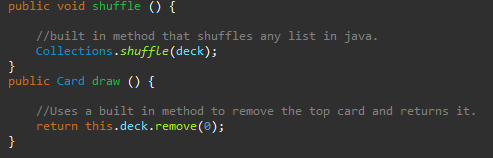 public void shuffle () {
//built in method that shuffles any list in java.
Collections.shuffle(deck);
}
public Card draw () {
//Uses a built in method to remove the top card and returns it.
return this.deck.remove(0);
}